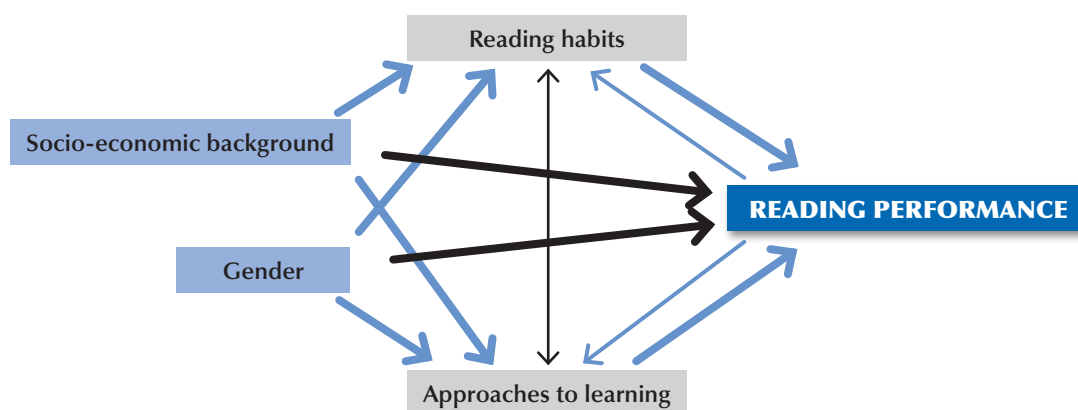 Reading habits
Socio-economic background
READING PERFORMANCE
Gender
Approaches to learning